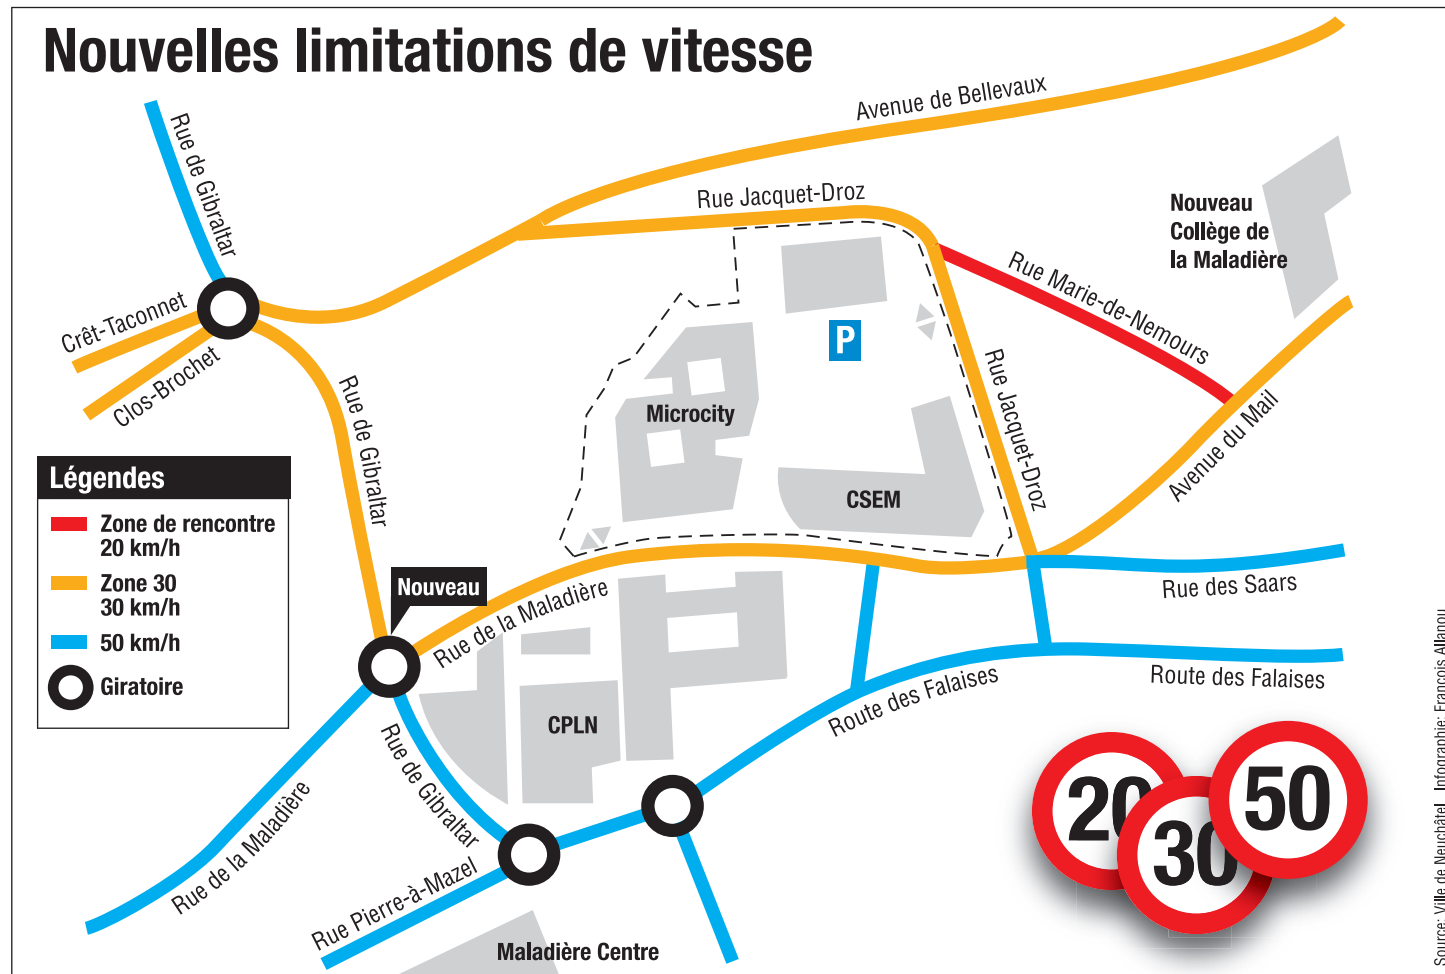 Nouvelles limitations de vitesse
Avenue de Bellevaux
Rue de Gibraltar
Rue Jacquet-Droz
Nouveau
Collège de
la Maladière
Rue Marie-de-Nemours
Crêt-Taconnet
Clos-Brochet
Rue de Gibraltar
P
Rue Jacquet-Droz
Microcity
Avenue du Mail
CSEM
Légendes
Zone de rencontre
20 km/h
Zone 30
30 km/h
50 km/h
Giratoire
Nouveau
Rue de la Maladière
Rue des Saars
Route des Falaises
Route des Falaises
CPLN
Rue de Gibraltar
Rue de la Maladière
Rue Pierre-à-Mazel
Maladière Centre
20
30
50
Source: Ville de Neuchâtel Infographie: François Allanou